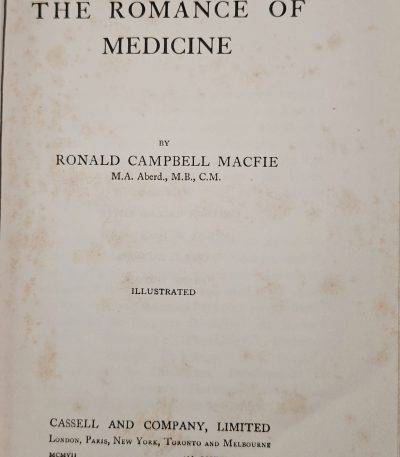 THE ROMANCE OF
MEDICINE
BY
RONALD CAMPBELL MACFIE
M.A. Aberd., M.B., C.M.
ILLUSTRATED
CASSELL AND COMPANY, LIMITED
LONDON, PARIS, NEW YORK, TORONTO AND MELBOURNE
MCMVII